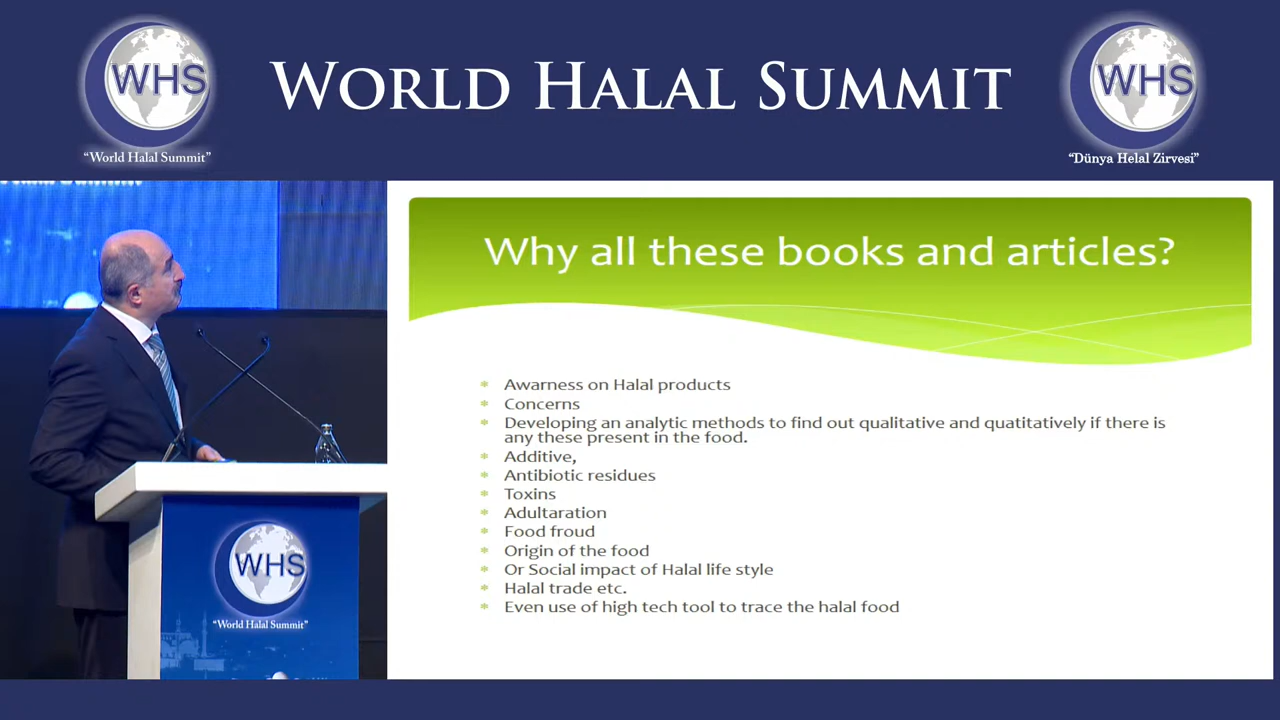 WORLD HALAL SUMMIT
WHS
"World Halal Summit"
WHS
"Dünya Helal Zirvesi"
Why all these books and articles?
Awarness on Halal products
Concerns
Developing an analytic methods to find out qualitative and quatitatively if there is
any these present in the food.
Additive,
Antibiotic residues
Toxins
Adultaration
Food froud
Origin of the food
Or Social impact of Halal life style
Halal trade etc.
Even use of high tech tool to trace the halal food
WHS
"World Halal Summit"